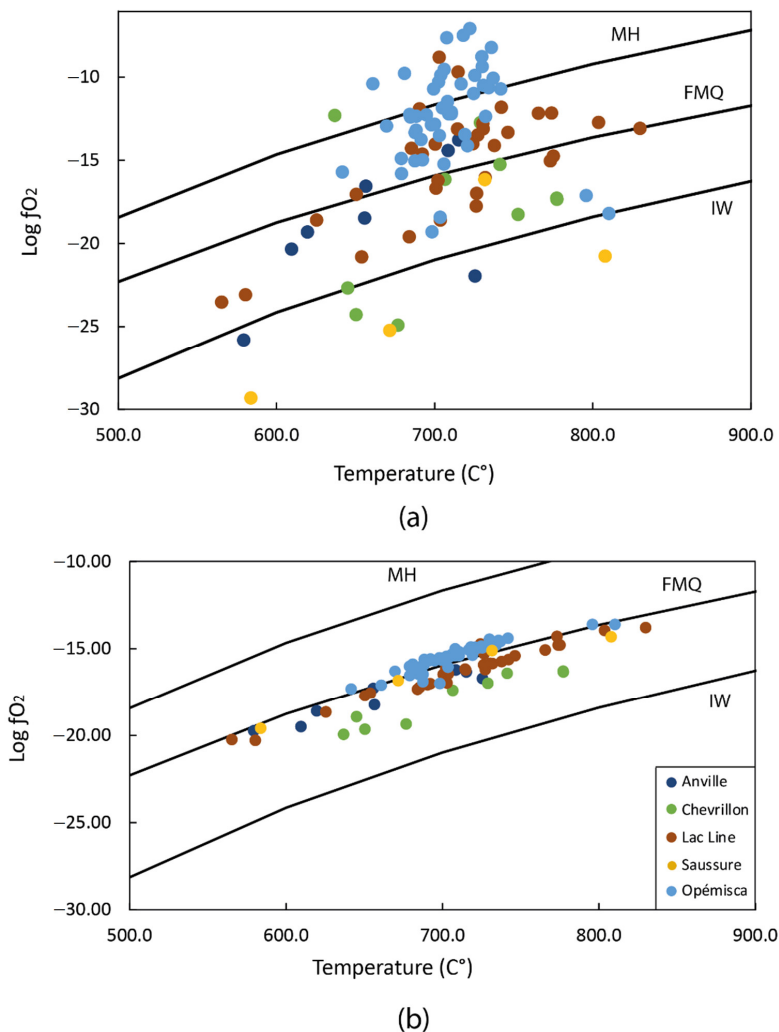 MH
FMQ
IW
Log fO2
−10
−15
−20
−25
−30
500.0 600.0 700.0 800.0 900.0
Temperature (C°)
(a)
MH
FMQ
IW
Log fO2
−10.00
−15.00
−20.00
−25.00
−30.00
Anville
Chevrillon
Lac Line
Saussure
Opémisca
500.0 600.0 700.0 800.0 900.0
Temperature (C°)
(b)